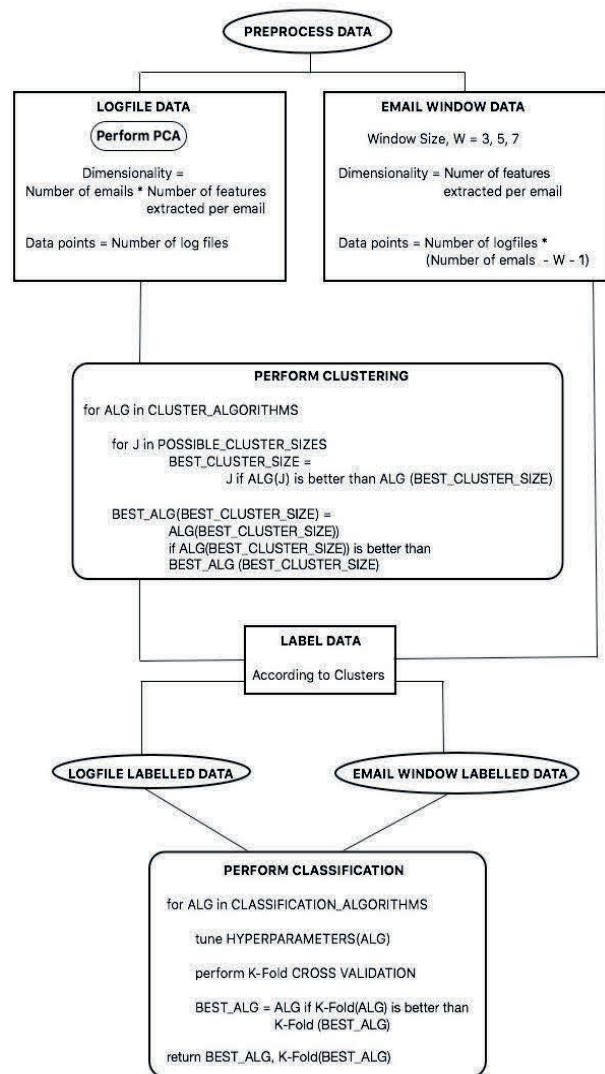 PREPROCESS DATA
LOGFILE DATA
Perform PCA
Dimensionality =
Number of emails * Number of features
extracted per email
Data points = Number of log files
EMAIL WINDOW DATA
Window Size, W = 3, 5, 7
Dimensionality = Numer of features
extracted per email
Data points = Number of logfiles *
(Number of emals - W - 1)
PERFORM CLUSTERING
for ALG in CLUSTER_ALGORITHMS
for J in POSSIBLE_CLUSTER_SIZES
BEST_CLUSTER_SIZE =
J if ALG(J) is better than ALG (BEST_CLUSTER_SIZE)
BEST_ALG(BEST_CLUSTER_SIZE) =
ALG(BEST_CLUSTER_SIZE))
if ALG(BEST_CLUSTER_SIZE)) is better than
BEST_ALG (BEST_CLUSTER_SIZE)
LABEL DATA
According to Clusters
LOGFILE LABELLED DATA
EMAIL WINDOW LABELLED DATA
PERFORM CLASSIFICATION
for ALG in CLASSIFICATION_ALGORITHMS
tune HYPERPARAMETERS(ALG)
perform K-Fold CROSS VALIDATION
BEST_ALG = ALG if K-Fold(ALG) is better than
K-Fold (BEST_ALG)
return BEST_ALG, K-Fold(BEST_ALG)